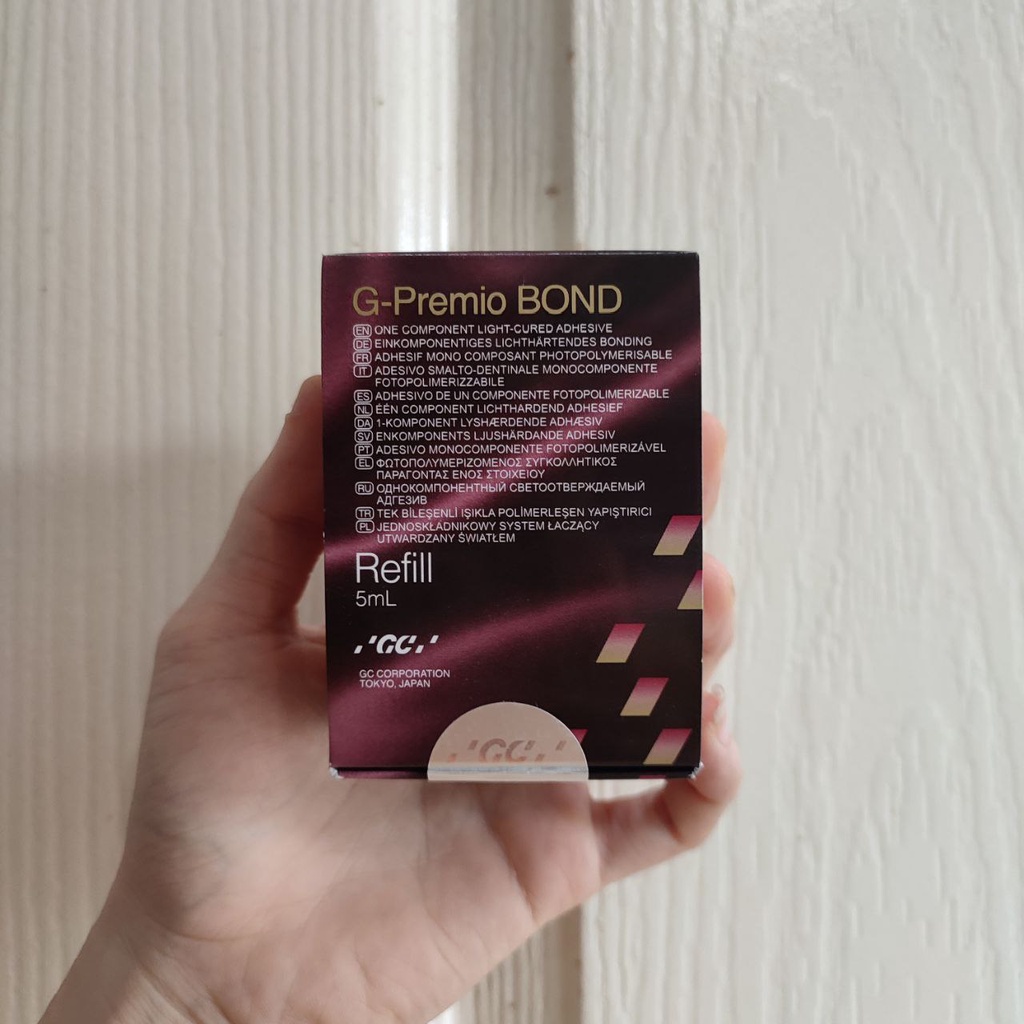 G-Premio BOND
EN ONE COMPONENT LIGHT-CURED ADHESIVE
DE EINKOMPONENTIGES LICHTHÄRTENDES BONDING
FR ADHESIF MONO COMPOSANT PHOTOPOLYMERISABLE
IT ADESIVO SMALTO-DENTINALE MONOCOMPONENTE
FOTOPOLIMERIZZABILE
ES ADHESIVO DE UN COMPONENTE FOTOPOLIMERIZABLE
NL ÉÉN COMPONENT LICHTHARDEND ADHESIEF
DA 1-KOMPONENT LYSHÆRDENDE ADHÆSIV
SV ENKOMPONENTS LJUSHÄRDANDE ADHESIV
PT ADESIVO MONOCOMPONENTE FOTOPOLIMERIZÁVEL
EL ΦΩΤΟΠΟΛΥΜΕΡΙΖΟΜΕΝΟΣ ΣΥΓΚΟΛΛΗΤΙΚΟΣ
ΠΑΡΑΓΟΝΤΑΣ ΕΝΟΣ ΣΤΟΙΧΕΙΟΥ
RU ОДНОКОМПОНЕНТНЫЙ СВЕТООТВЕРЖДАЕМЫЙ
АДГЕЗИВ
TR TEK BİLEŞENLİ IŞIKLA POLİMERLEŞEN YAPIŞTIRICI
PL JEDNOSKŁADNIKOWY SYSTEM ŁĄCZĄCY
UTWARDZANY ŚWIATŁEM
Refill
5mL
GC
GC CORPORATION
TOKYO, JAPAN
GC